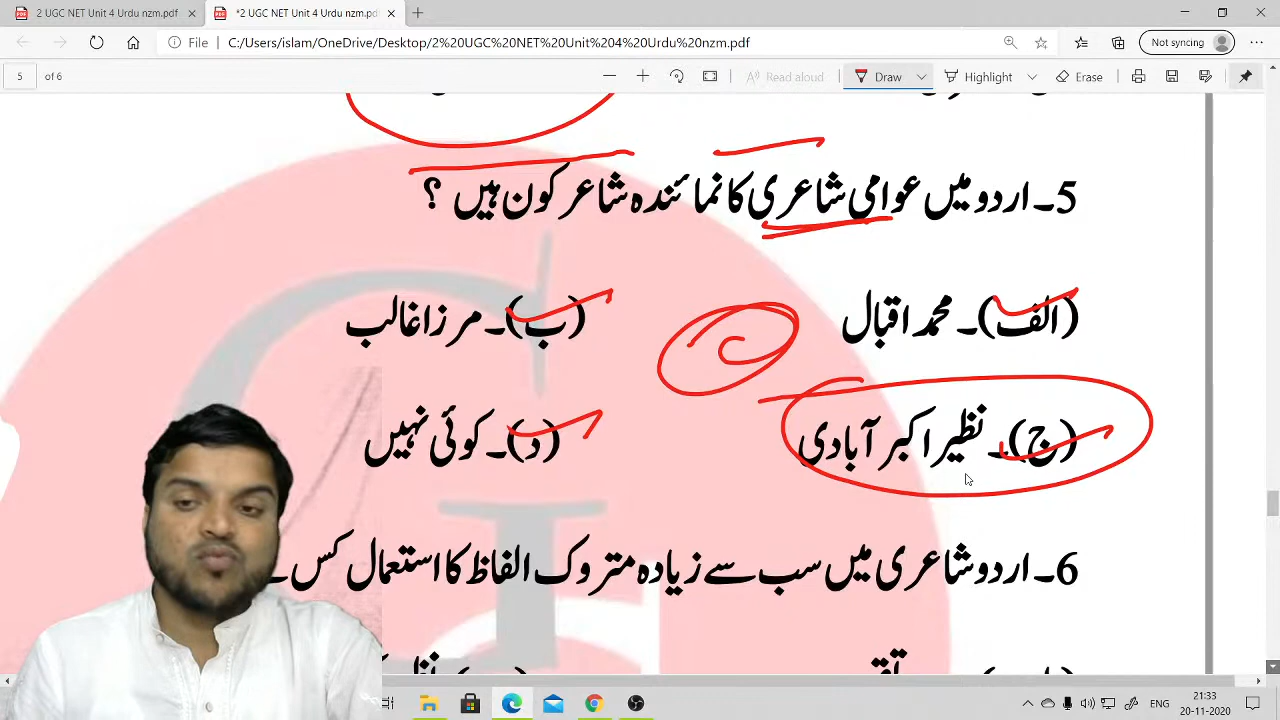 2 UGC NET Unit 4 Urdu nzm.pdf
*2 UGC NET Unit 4 Urdu nzm.pdf
File
C:/Users/islam/OneDrive/Desktop/2%20UGC%20NET%20Unit%204%20Urdu%20nzm.pdf
Not syncing
5 of 6
Read aloud
Draw
Highlight
Erase
5۔ اردو میں عوامی شاعری کا نمائندہ شاعر کون ہیں ؟
(الف)۔ محمد اقبال (ب)۔ مرزا غالب
(ج)۔ نظیر اکبر آبادی (د)۔ کوئی نہیں
6۔ اردو شاعری میں سب سے زیادہ متروک الفاظ کا استعمال کس
ENG
21:33
20-11-2020